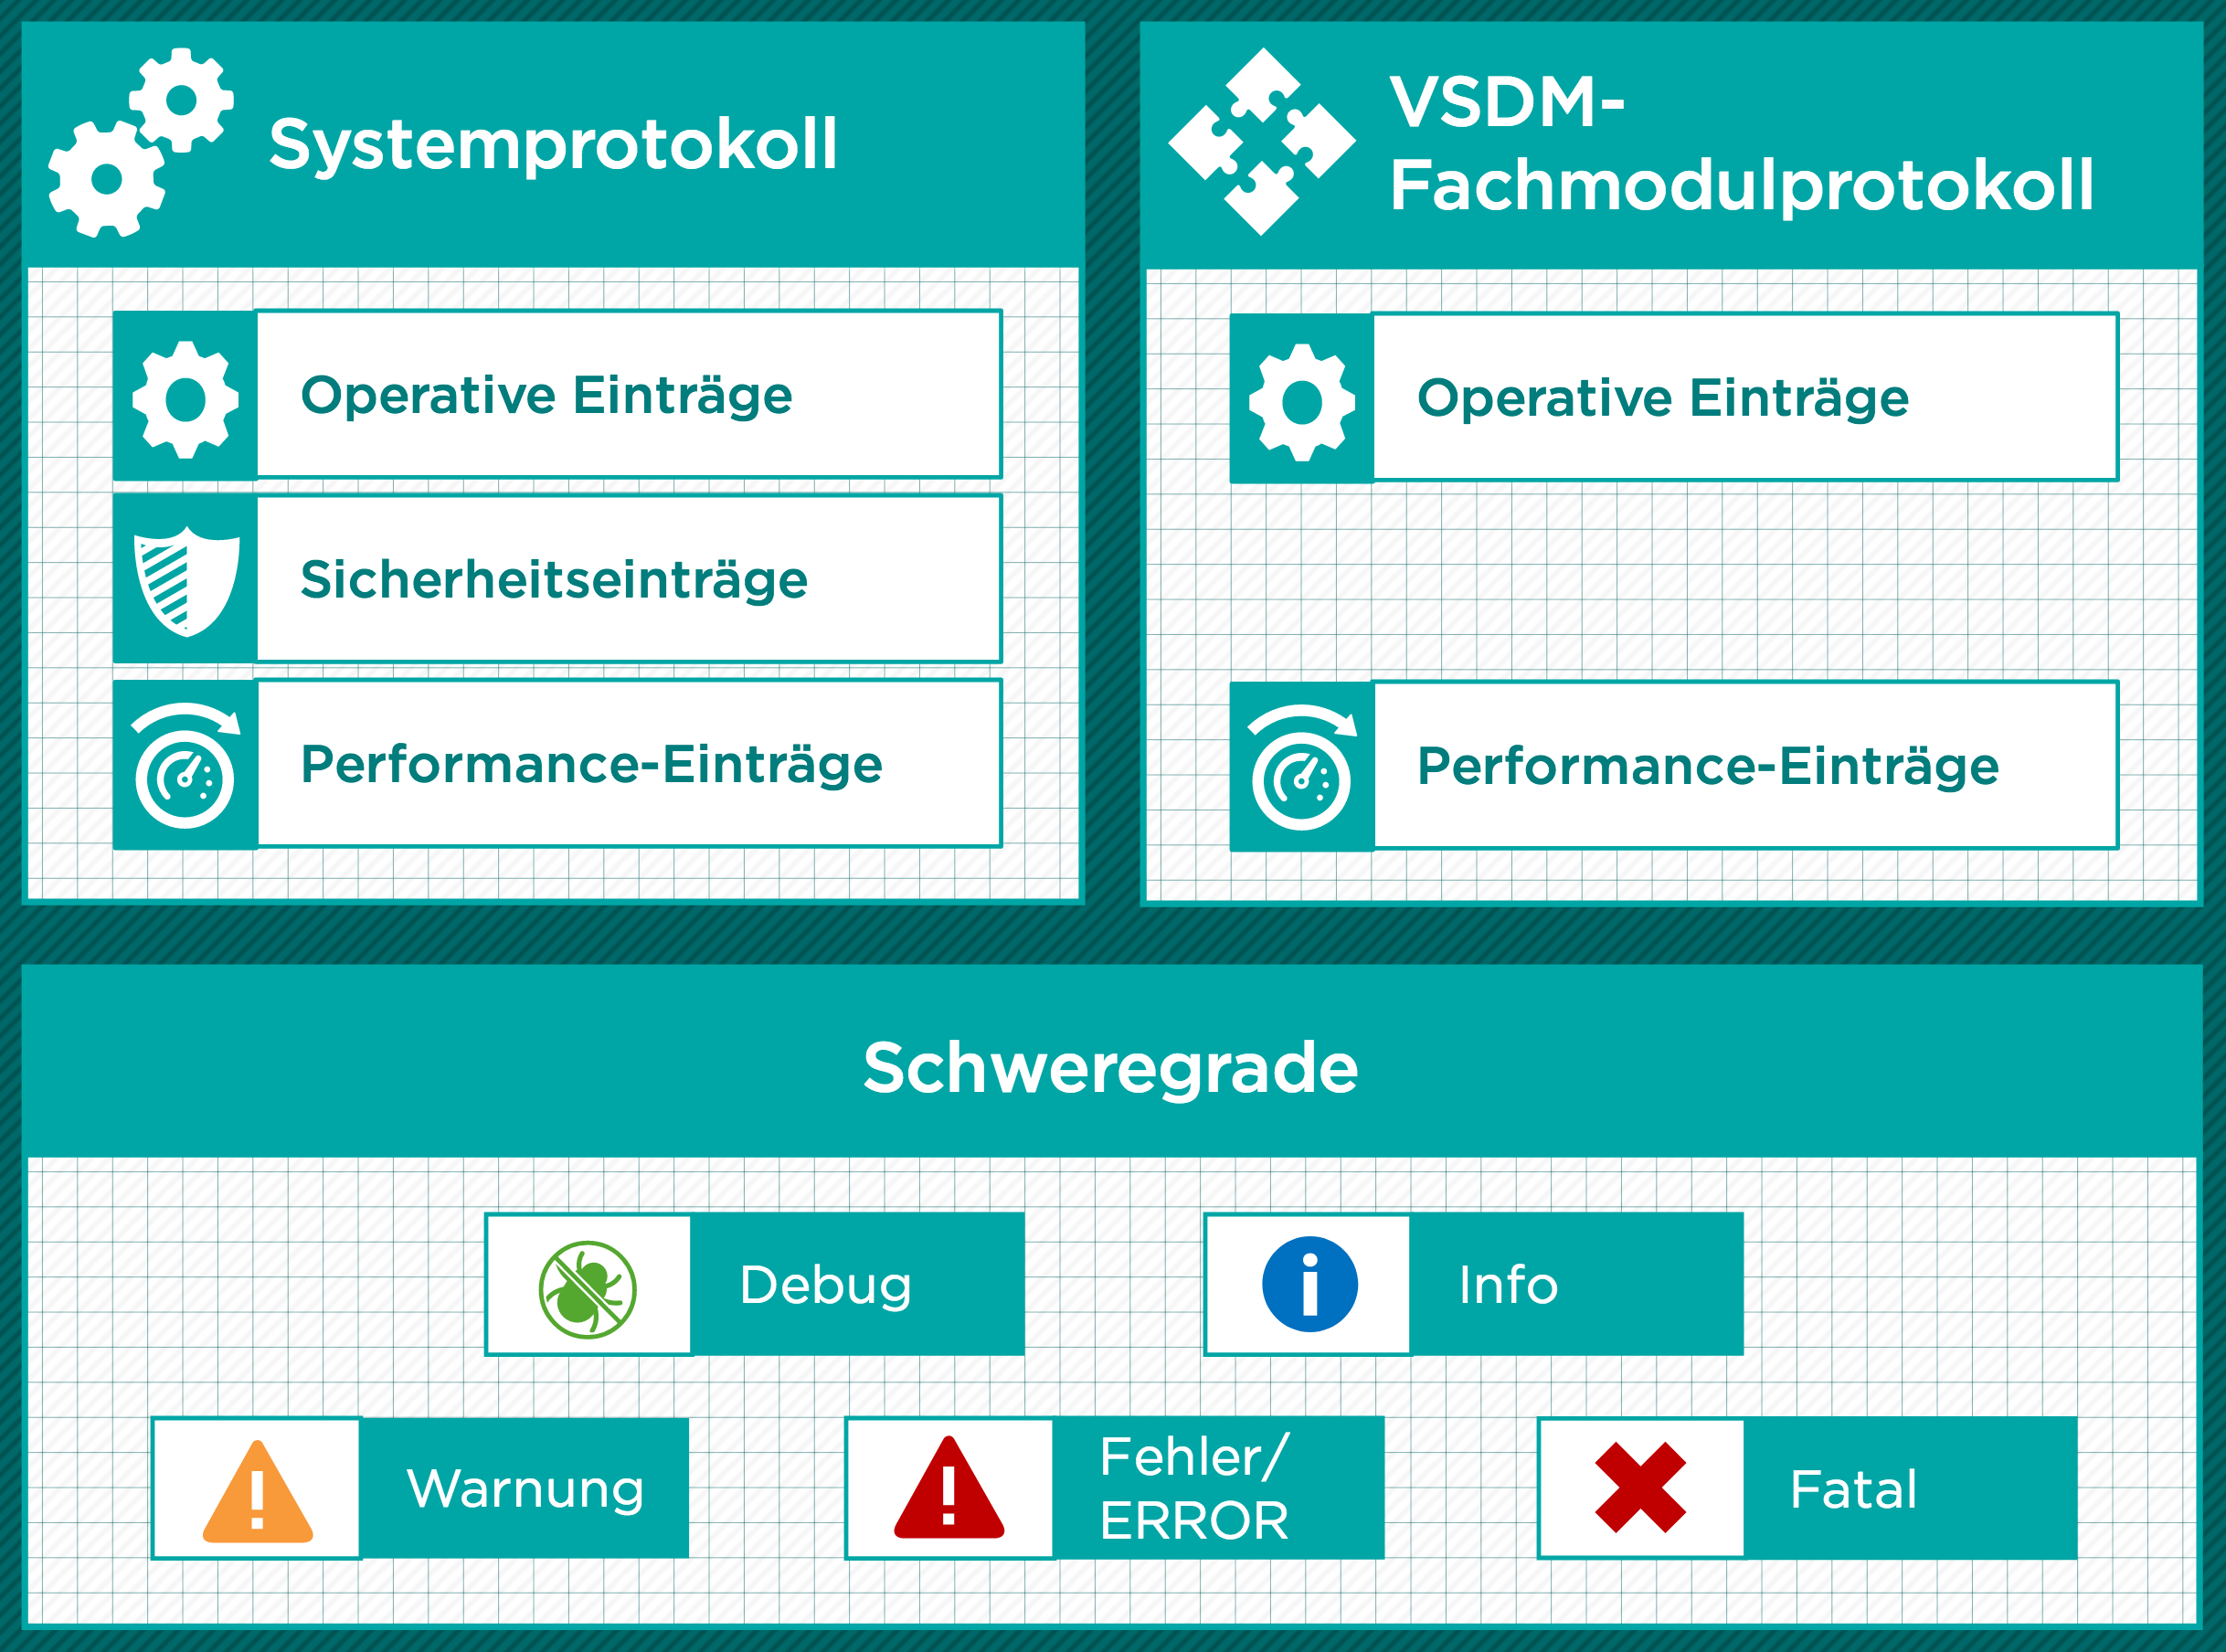 Systemprotokoll
Operative Einträge
Sicherheitseinträge
Performance-Einträge
VSDM-
Fachmodulprotokoll
Operative Einträge
Performance-Einträge
Schweregrade
Debug
Info
Warnung
Fehler/
ERROR
Fatal